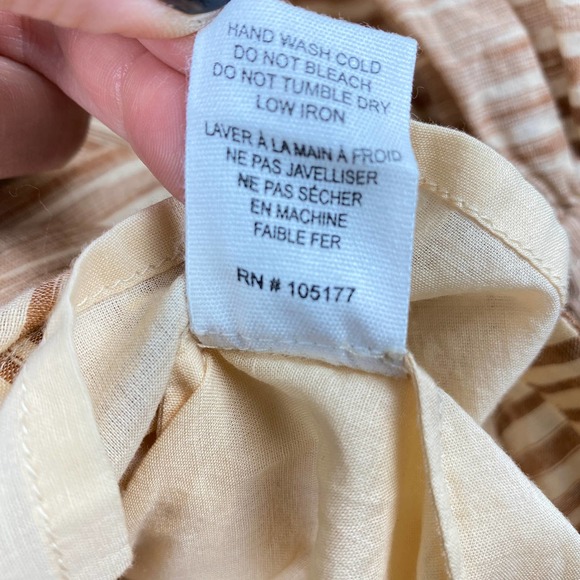 HAND WASH COLD
DO NOT BLEACH
DO NOT TUMBLE DRY
LOW IRON
LAVER À LA MAIN À FROID
NE PAS JAVELLISER
NE PAS SÉCHER
EN MACHINE
FAIBLE FER
RN # 105177